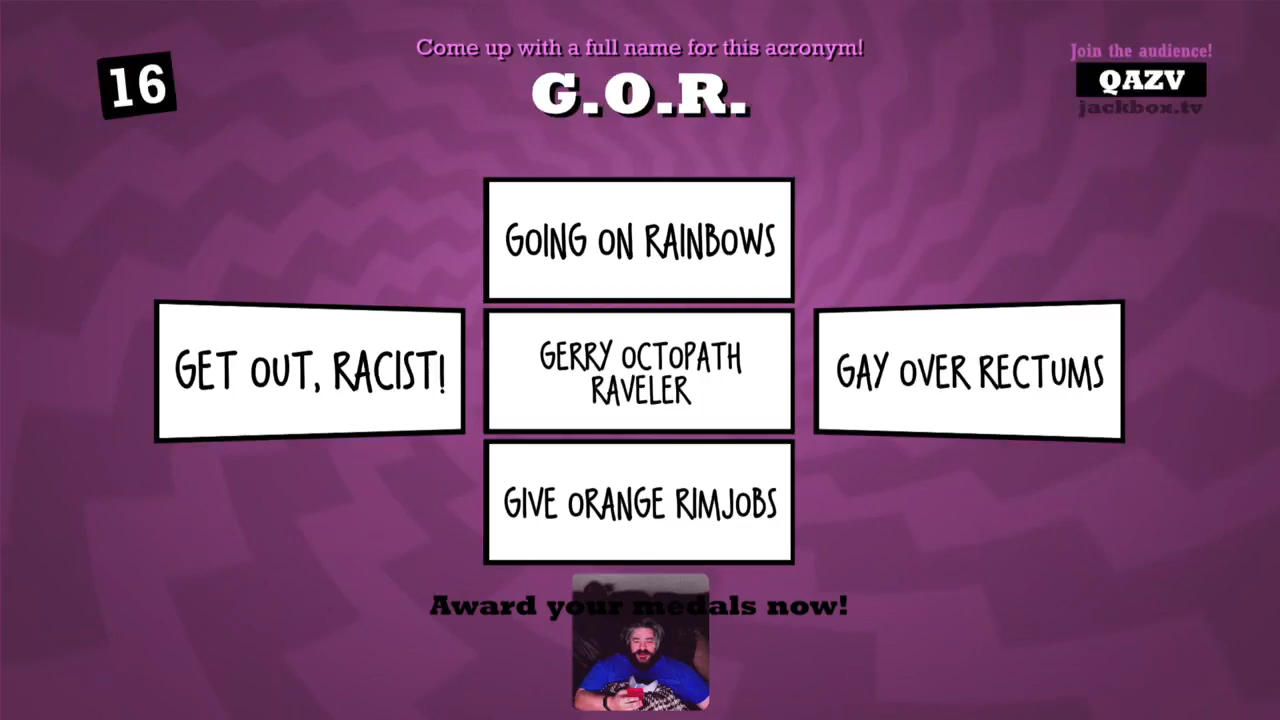 Come up with a full name for this acronym!
G.O.R.
16
Join the audience!
QAZV
jackbox.tv
GOING ON RAINBOWS
GET OUT, RACIST!
GERRY OCTOPATH
RAVELER
GAY OVER RECTUMS
GIVE ORANGE RIMJOBS
Award your medals now!